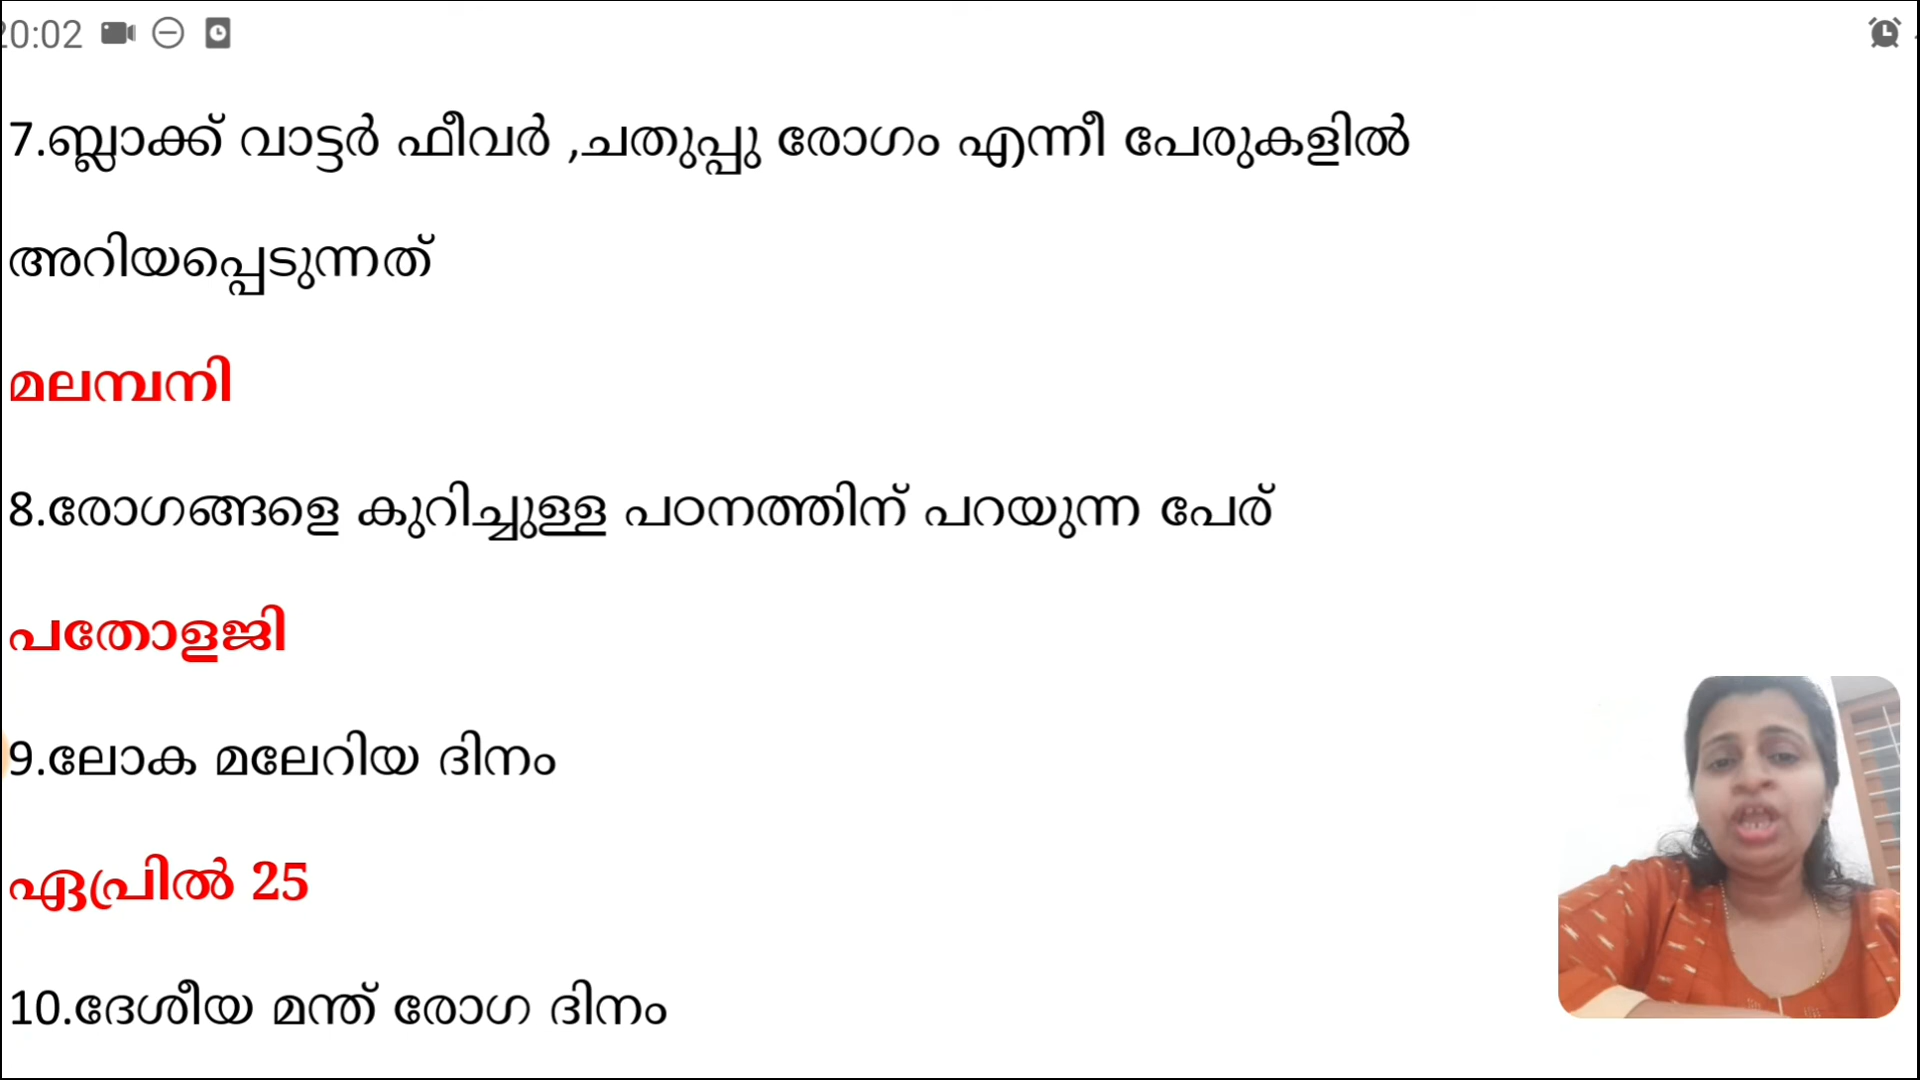 20:02
7.ബ്ലാക്ക് വാട്ടർ ഫീവർ ,ചതുപ്പു രോഗം എന്നീ പേരുകളിൽ
അറിയപ്പെടുന്നത്
മലമ്പനി
8.രോഗങ്ങളെ കുറിച്ചുള്ള പഠനത്തിന് പറയുന്ന പേര്
പതോളജി
9.ലോക മലേറിയ ദിനം
ഏപ്രിൽ 25
10.ദേശീയ മന്ത് രോഗ ദിനം